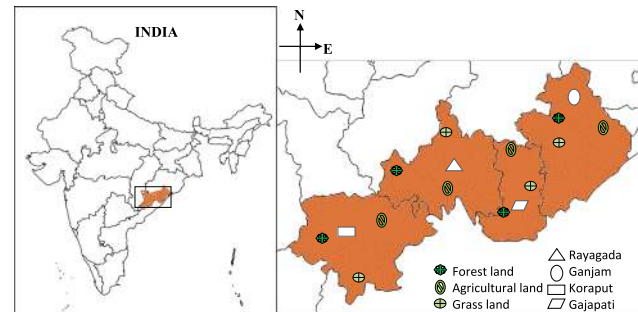 INDIA
N
E
Forest land
Agricultural land
Grass land
Rayagada
Ganjam
Koraput
Gajapati